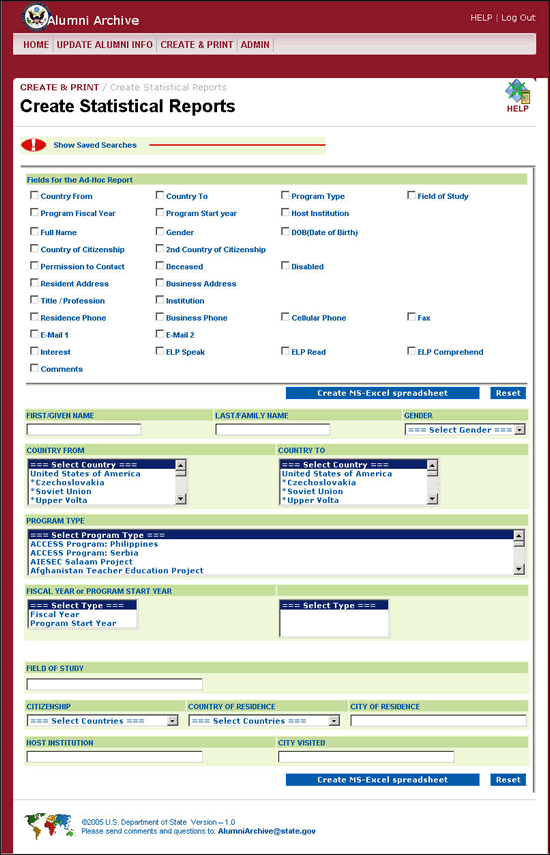 Alumni Archive
HELP | Log Out
HOME UPDATE ALUMNI INFO CREATE & PRINT ADMIN
CREATE & PRINT / Create Statistical Reports
Create Statistical Reports
HELP
Show Saved Searches
Fields for the Ad-Hoc Report
Country From Country To Program Type Field of Study
Program Fiscal Year Program Start year Host Institution
Full Name Gender DOB(Date of Birth)
Country of Citizenship 2nd Country of Citizenship
Permission to Contact Deceased Disabled
Resident Address Business Address
Title / Profession Institution
Residence Phone Business Phone Cellular Phone Fax
E-Mail 1 E-Mail 2
Interest ELP Speak ELP Read ELP Comprehend
Comments
Create MS-Excel spreadsheet Reset
FIRST/GIVEN NAME LAST/FAMILY NAME GENDER
=== Select Gender ===
COUNTRY FROM COUNTRY TO
=== Select Country === === Select Country ===
United States of America United States of America
*Czechoslovakia *Czechoslovakia
*Soviet Union *Soviet Union
*Upper Volta *Upper Volta
PROGRAM TYPE
=== Select Program Type ===
ACCESS Program: Philippines
ACCESS Program: Serbia
AIESEC Salaam Project
Afghanistan Teacher Education Project
FISCAL YEAR or PROGRAM START YEAR
=== Select Type === === Select Type ===
Fiscal Year
Program Start Year
FIELD OF STUDY
CITIZENSHIP COUNTRY OF RESIDENCE CITY OF RESIDENCE
=== Select Countries === === Select Countries ===
HOST INSTITUTION CITY VISITED
Create MS-Excel spreadsheet Reset
©2005 U.S. Department of State Version – 1.0
Please send comments and questions to: AlumniArchive@state.gov